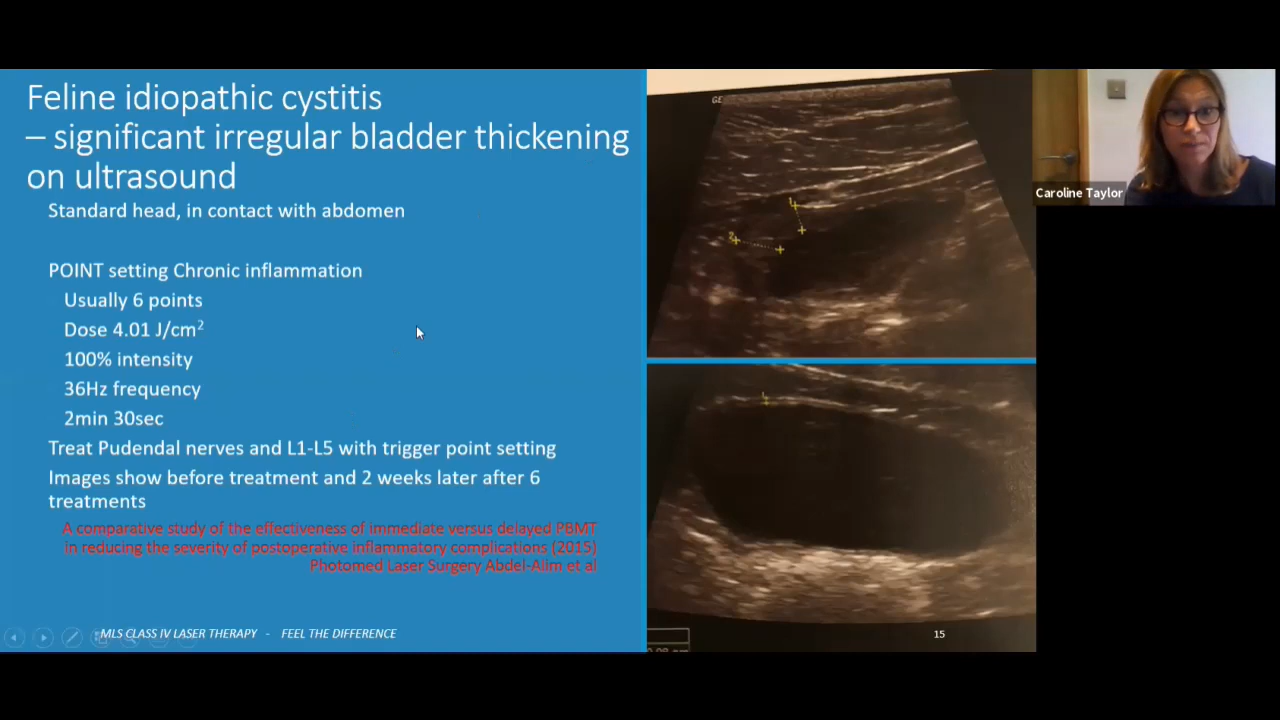 Feline idiopathic cystitis
– significant irregular bladder thickening
on ultrasound
Standard head, in contact with abdomen
POINT setting Chronic inflammation
Usually 6 points
Dose 4.01 J/cm²
100% intensity
36Hz frequency
2min 30sec
Treat Pudendal nerves and L1-L5 with trigger point setting
Images show before treatment and 2 weeks later after 6
treatments
A comparative study of the effectiveness of immediate versus delayed PBMT
in reducing the severity of postoperative inflammatory complications (2015)
Photomed Laser Surgery Abdel-Alim et al
MLS CLASS IV LASER THERAPY - FEEL THE DIFFERENCE
GE
1
2
1
15
Caroline Taylor